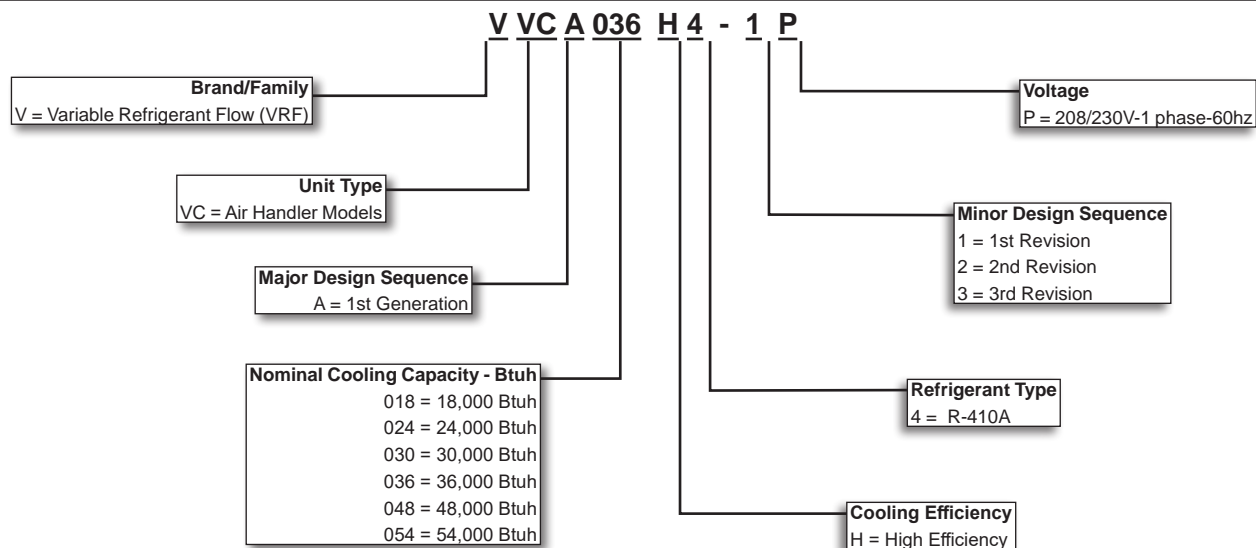 V VC A 036 H 4 - 1 P
Brand/Family
V = Variable Refrigerant Flow (VRF)
Unit Type
VC = Air Handler Models
Major Design Sequence
A = 1st Generation
Nominal Cooling Capacity - Btuh
018 = 18,000 Btuh
024 = 24,000 Btuh
030 = 30,000 Btuh
036 = 36,000 Btuh
048 = 48,000 Btuh
054 = 54,000 Btuh
Voltage
P = 208/230V-1 phase-60hz
Minor Design Sequence
1 = 1st Revision
2 = 2nd Revision
3 = 3rd Revision
Refrigerant Type
4 = R-410A
Cooling Efficiency
H = High Efficiency